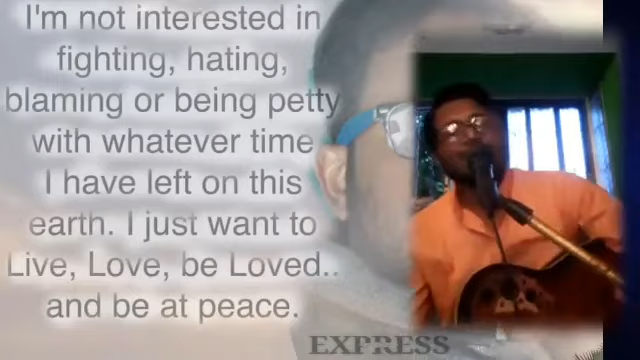 I'm not interested in
fighting, hating,
blaming or being petty
with whatever time
I have left on this
earth. I just want to
Live, Love, be Loved..
and be at peace.
EXPRESS